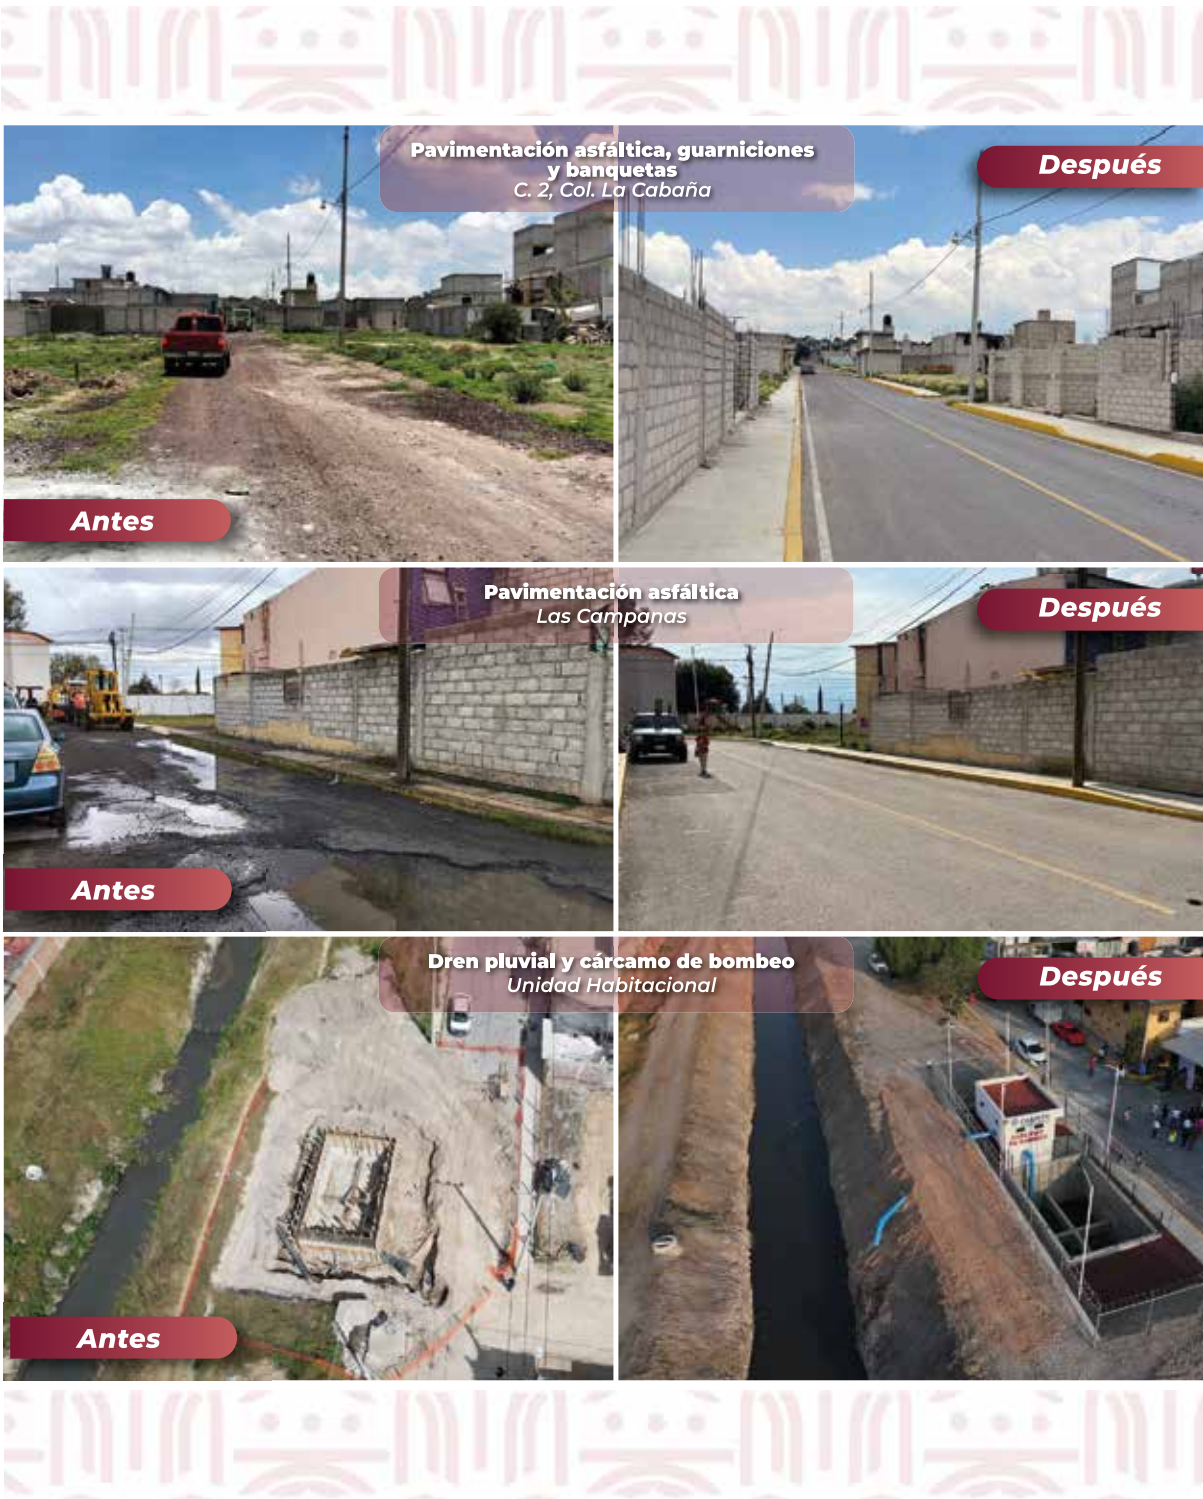 Pavimentación asfáltica, guarniciones
y banquetas
C. 2, Col. La Cabaña
Después
Antes
Pavimentación asfáltica
Las Campanas
Después
Antes
Dren pluvial y cárcamo de bombeo
Unidad Habitacional
Después
Antes